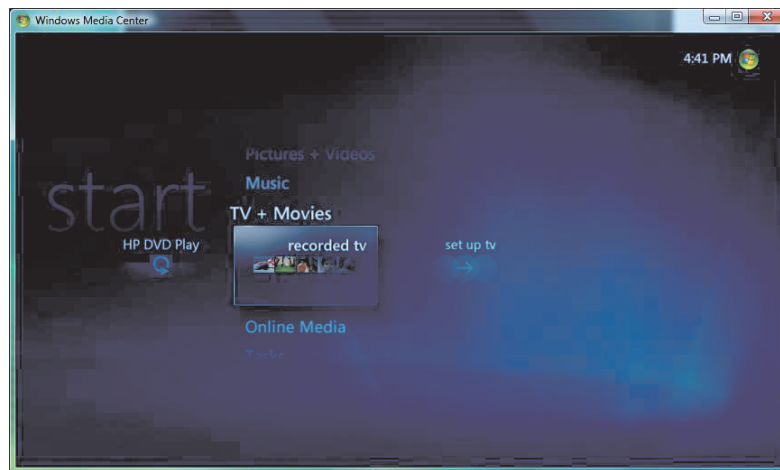 Windows Media Center
4:41 PM
Pictures + Videos
Music
start
TV + Movies
HP DVD Play
recorded tv
set up tv
Online Media
Tasks